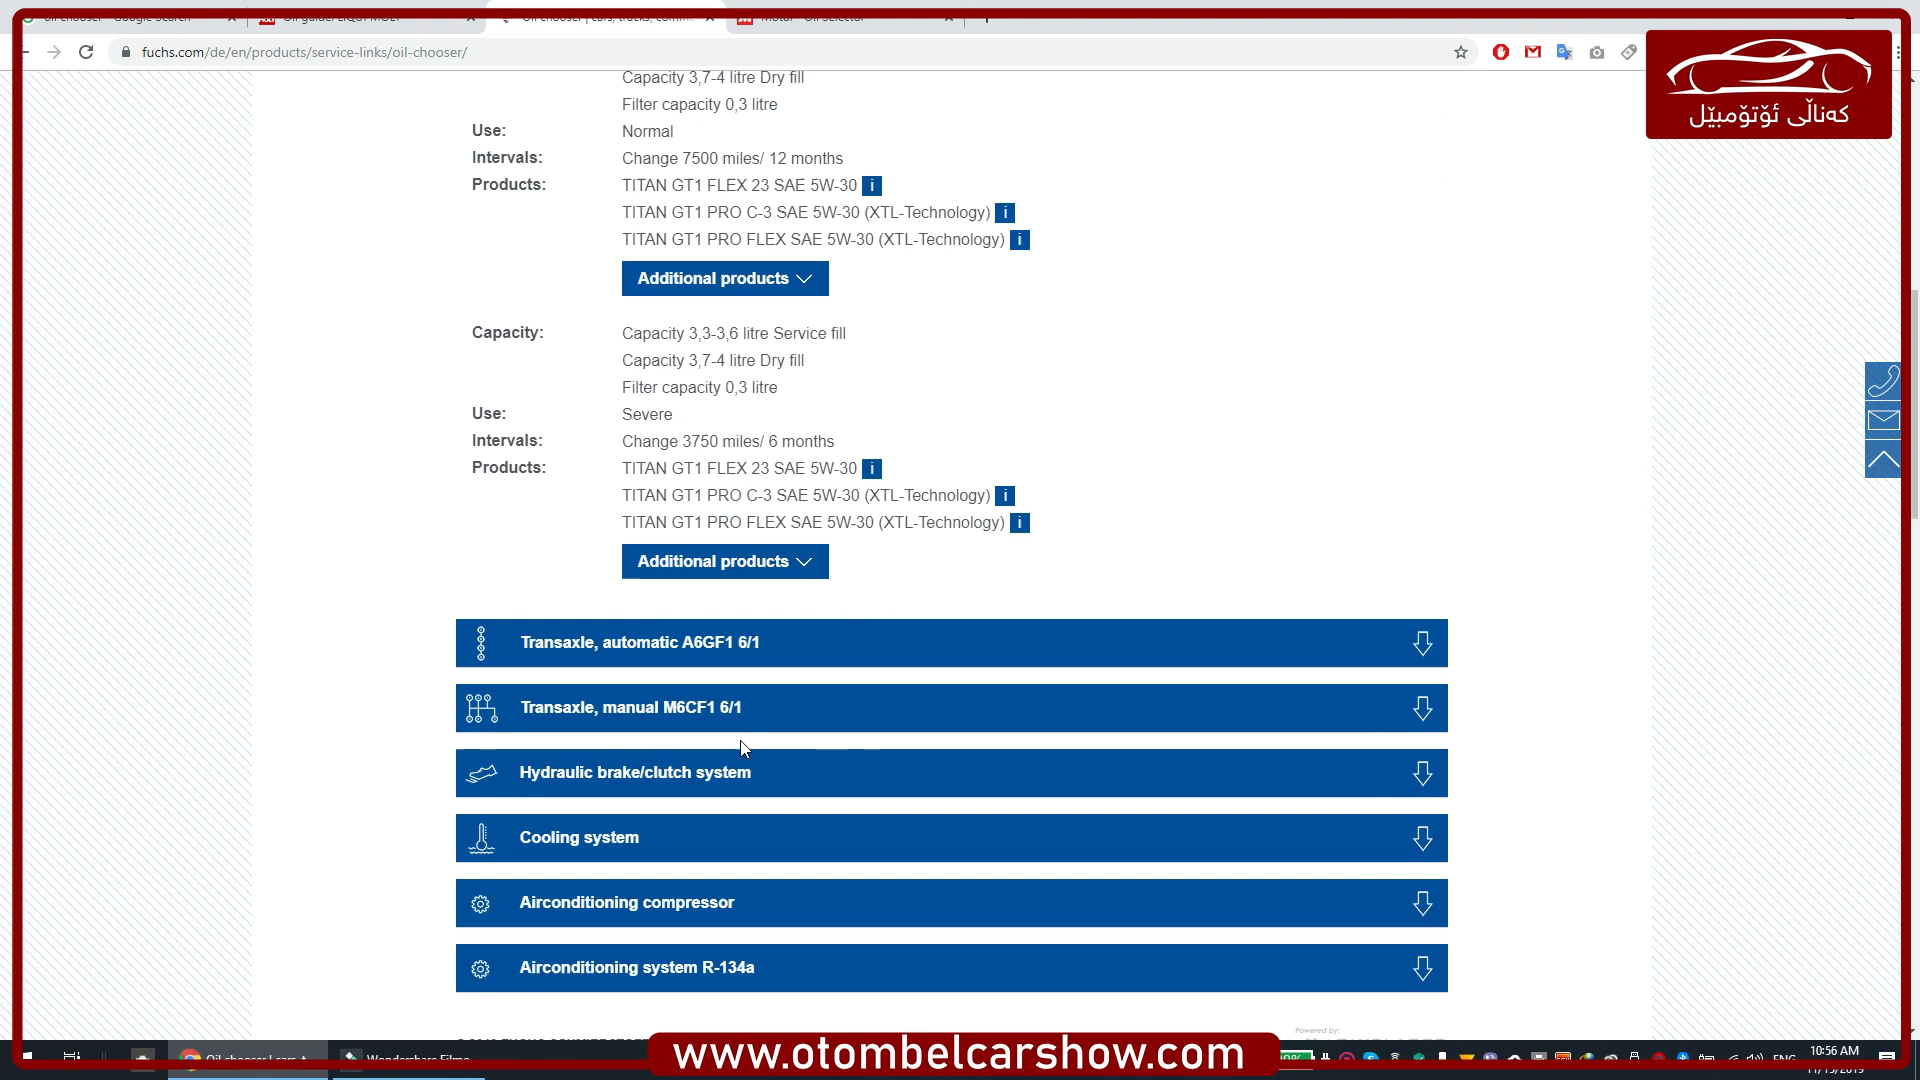 fuchs.com/de/en/products/service-links/oil-chooser/
کەناڵی ئۆتۆمبێل
Capacity 3,7-4 litre Dry fill
Filter capacity 0,3 litre
Use: Normal
Intervals: Change 7500 miles/ 12 months
Products: TITAN GT1 FLEX 23 SAE 5W-30 i
TITAN GT1 PRO C-3 SAE 5W-30 (XTL-Technology) i
TITAN GT1 PRO FLEX SAE 5W-30 (XTL-Technology) i
Additional products
Capacity: Capacity 3,3-3,6 litre Service fill
Capacity 3,7-4 litre Dry fill
Filter capacity 0,3 litre
Use: Severe
Intervals: Change 3750 miles/ 6 months
Products: TITAN GT1 FLEX 23 SAE 5W-30 i
TITAN GT1 PRO C-3 SAE 5W-30 (XTL-Technology) i
TITAN GT1 PRO FLEX SAE 5W-30 (XTL-Technology) i
Additional products
Transaxle, automatic A6GF1 6/1
Transaxle, manual M6CF1 6/1
Hydraulic brake/clutch system
Cooling system
Airconditioning compressor
Airconditioning system R-134a
Powered by:
www.otombelcarshow.com
10:56 AM